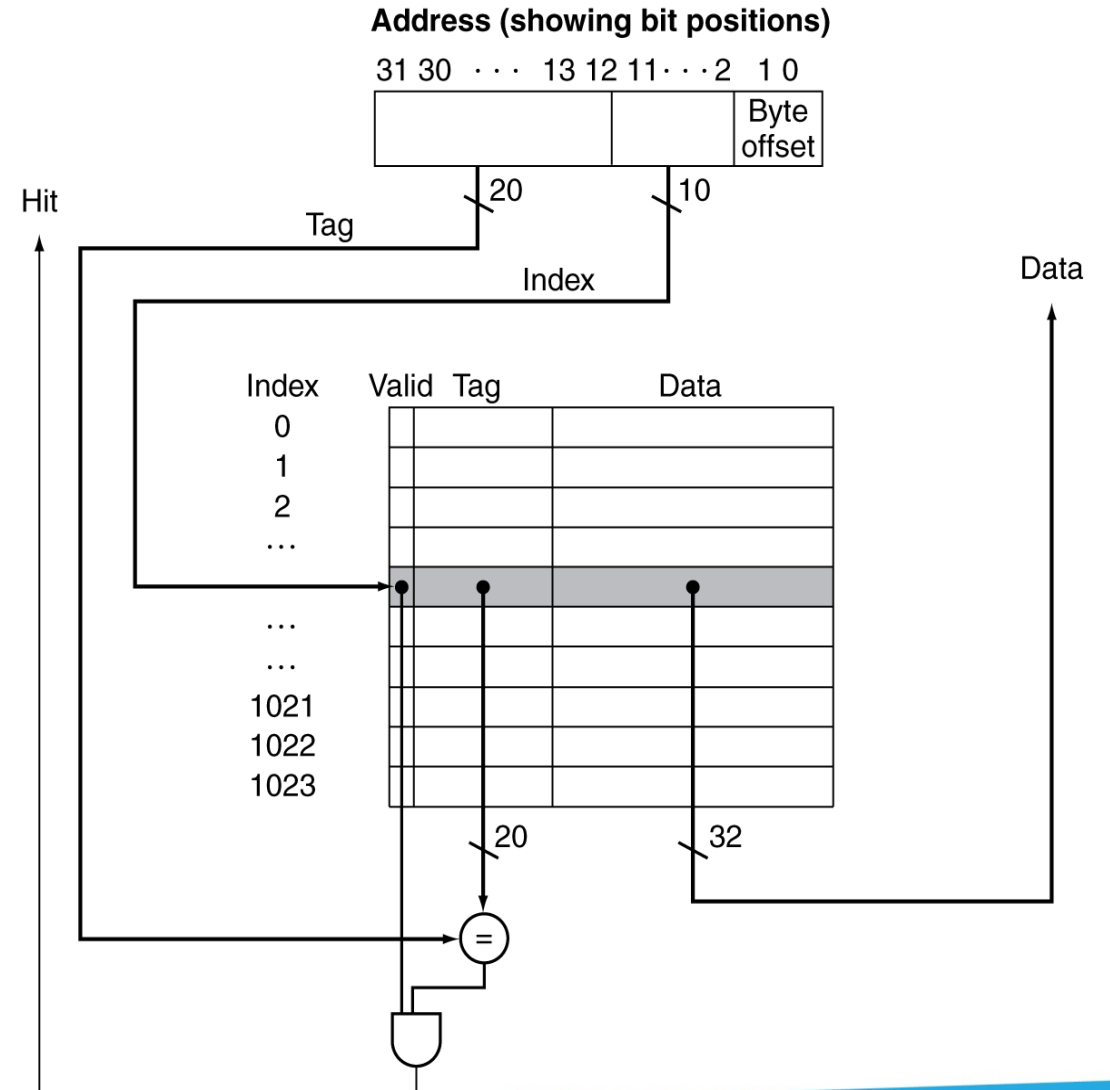 Address (showing bit positions)
31 30 ··· 13 12 11···2 1 0
Byte
offset
20
10
Hit
Tag
Index
Data
Index Valid Tag Data
0
1
2
...
...
...
1021
1022
1023
20
32
=